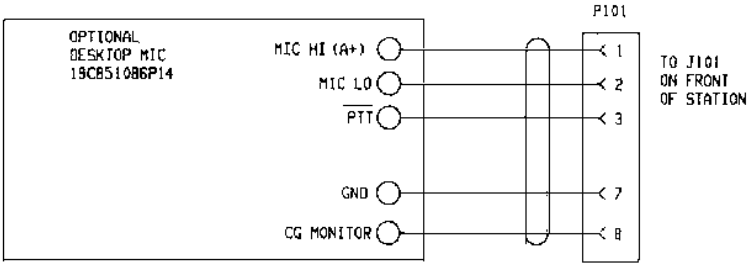 P101
OPTIONAL
DESKTOP MIC
19C851086P14
MIC HI (A+)
1
MIC LO
2
PTT
3
GND
7
CG MONITOR
8
TO J101
ON FRONT
OF STATION